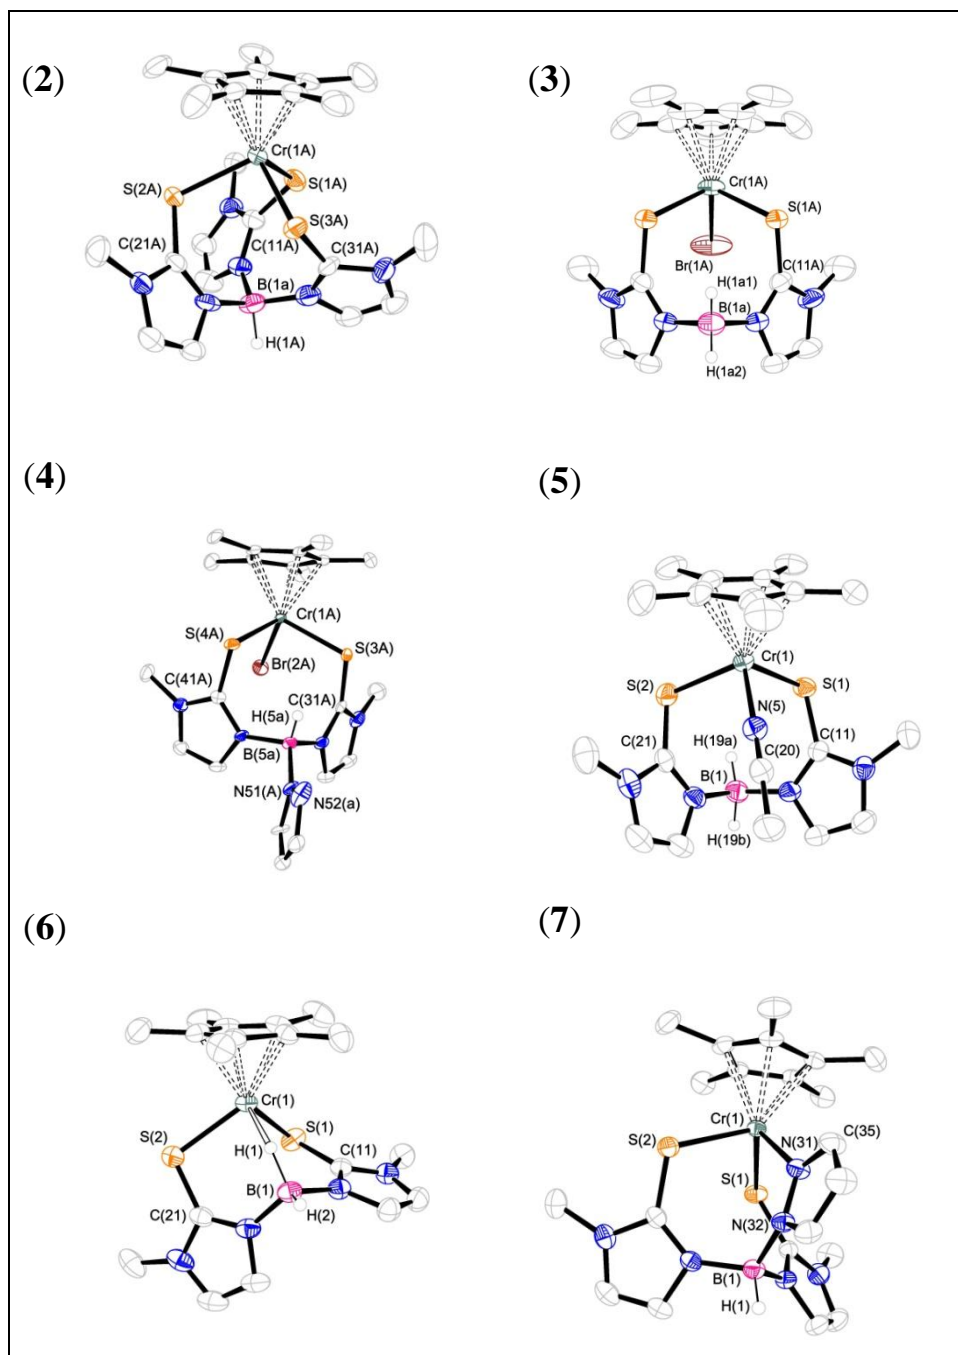 (2)
Cr(1A)
S(2A)
S(1A)
S(3A)
C(21A)
C(11A)
C(31A)
B(1a)
H(1A)
(3)
Cr(1A)
S(1A)
Br(1A)
C(11A)
H(1a1)
B(1a)
H(1a2)
(4)
Cr(1A)
S(4A)
S(3A)
Br(2A)
C(41A)
C(31A)
H(5a)
B(5a)
N51(A)
N52(a)
(5)
Cr(1)
S(2)
S(1)
N(5)
C(21)
C(20)
C(11)
H(19a)
B(1)
H(19b)
(6)
Cr(1)
S(2)
S(1)
H(1)
C(11)
B(1)
H(2)
C(21)
(7)
Cr(1)
S(2)
N(31)
C(35)
S(1)
N(32)
B(1)
H(1)